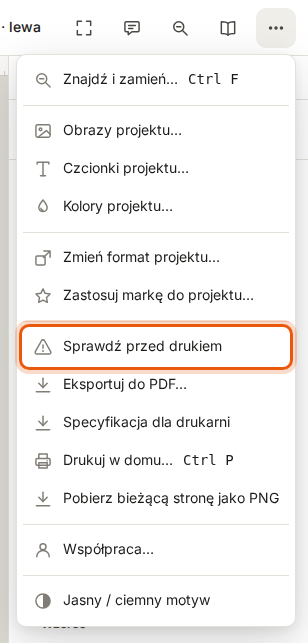 · lewa
Znajdź i zamień... Ctrl F
Obrazy projektu...
Czcionki projektu...
Kolory projektu...
Zmień format projektu...
Zastosuj markę do projektu...
Sprawdź przed drukiem
Eksportuj do PDF...
Specyfikacja dla drukarni
Drukuj w domu... Ctrl P
Pobierz bieżącą stronę jako PNG
Współpraca...
Jasny / ciemny motyw